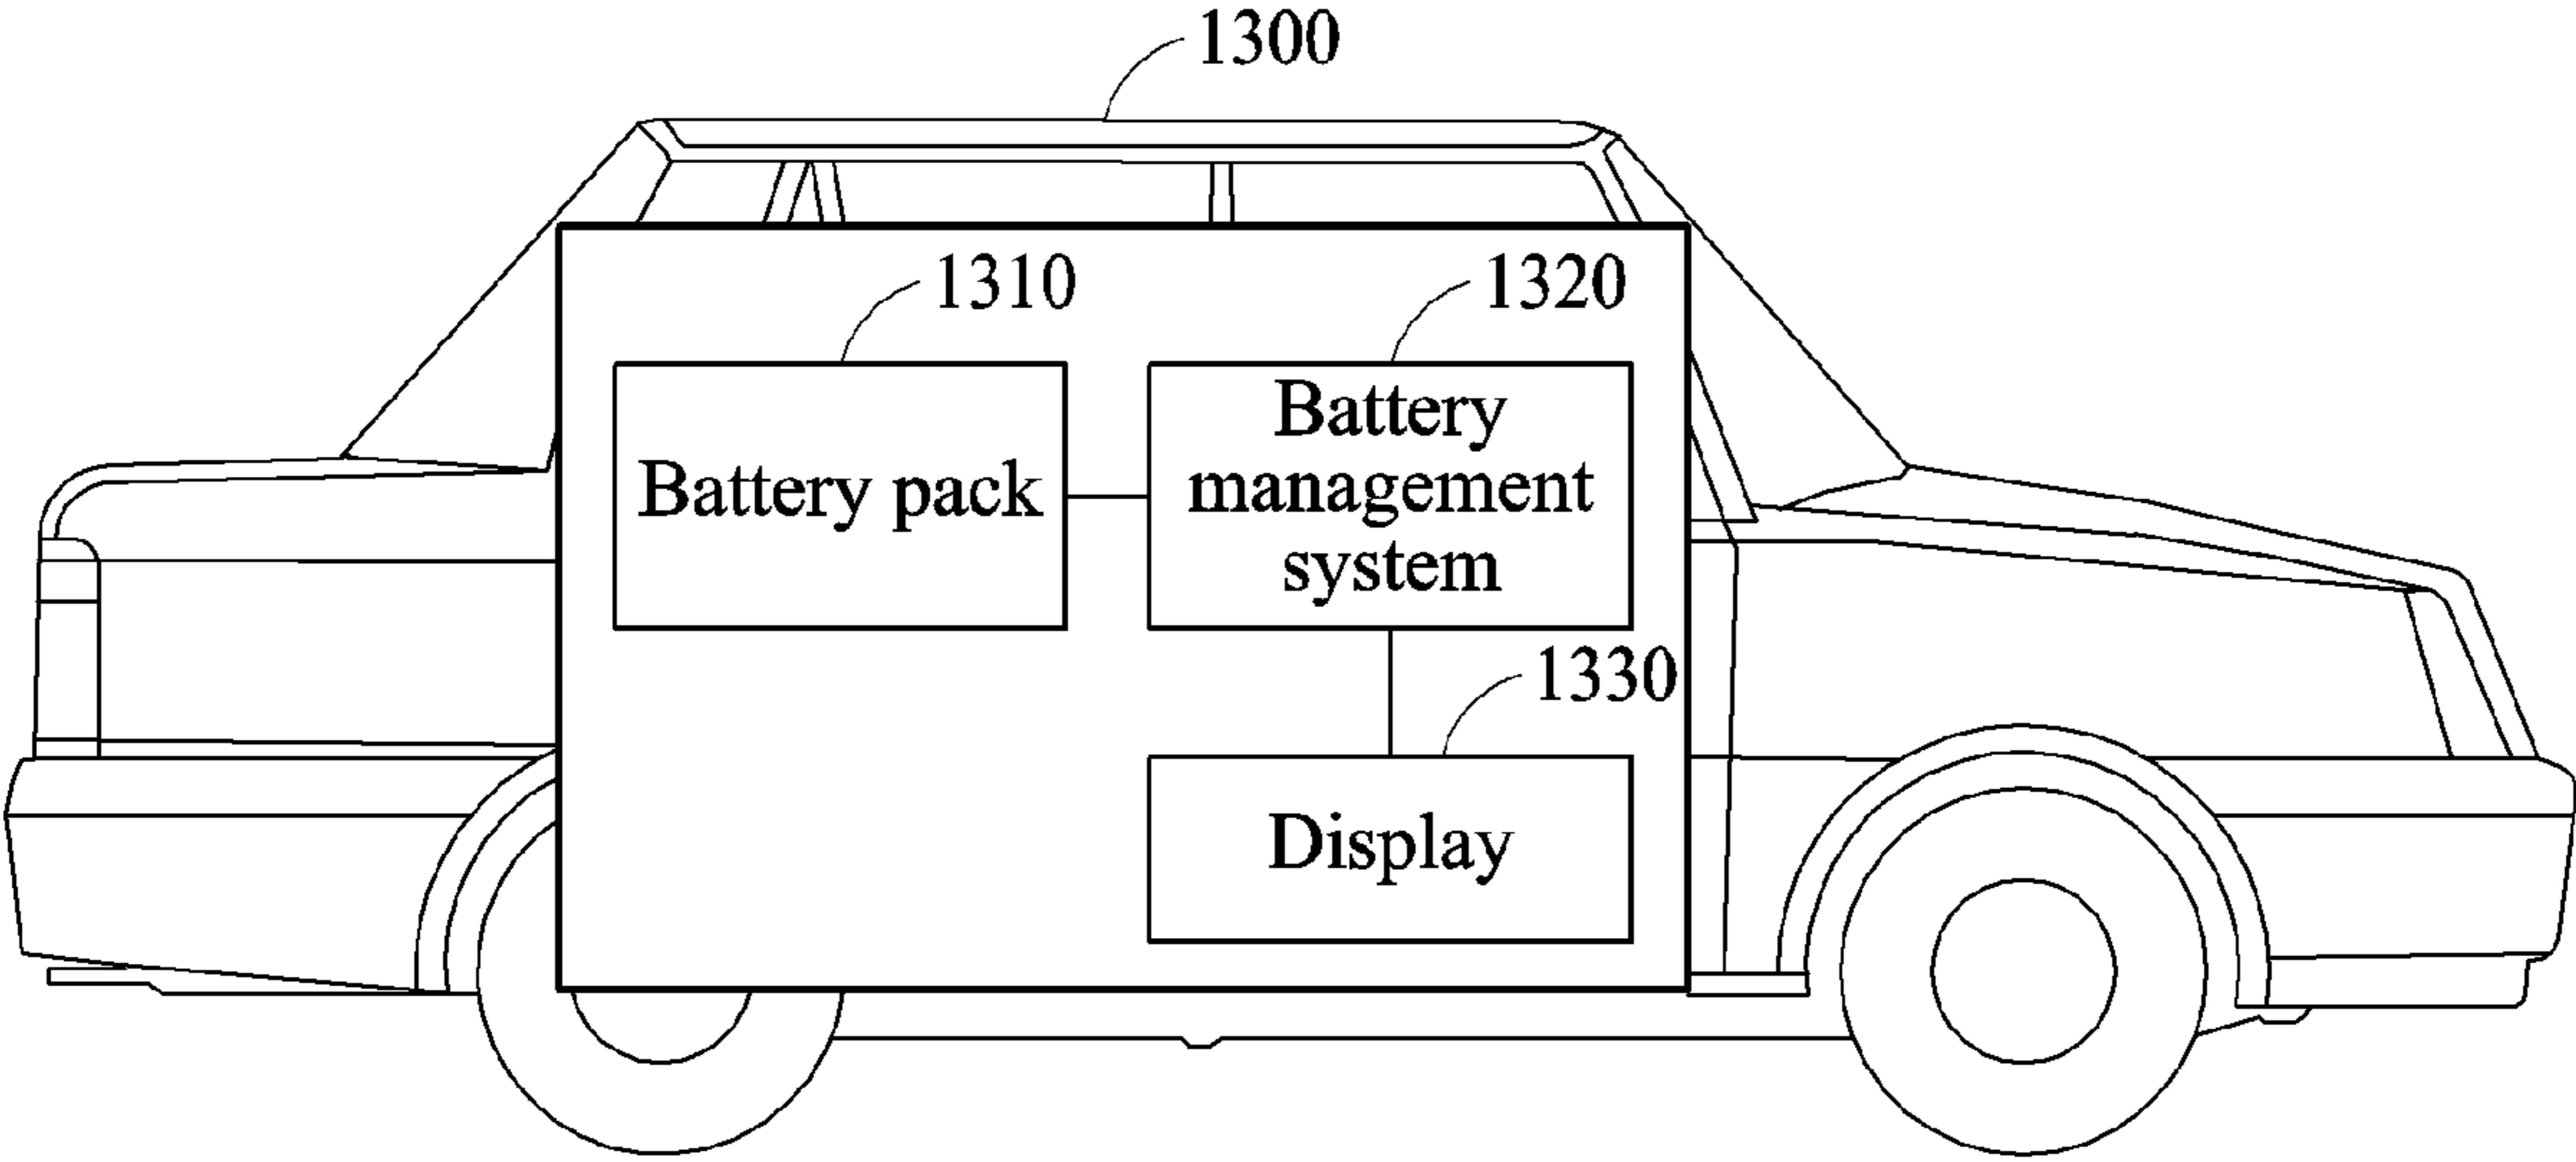 1300
1310
1320
Battery pack
Battery
management
system
1330
Display